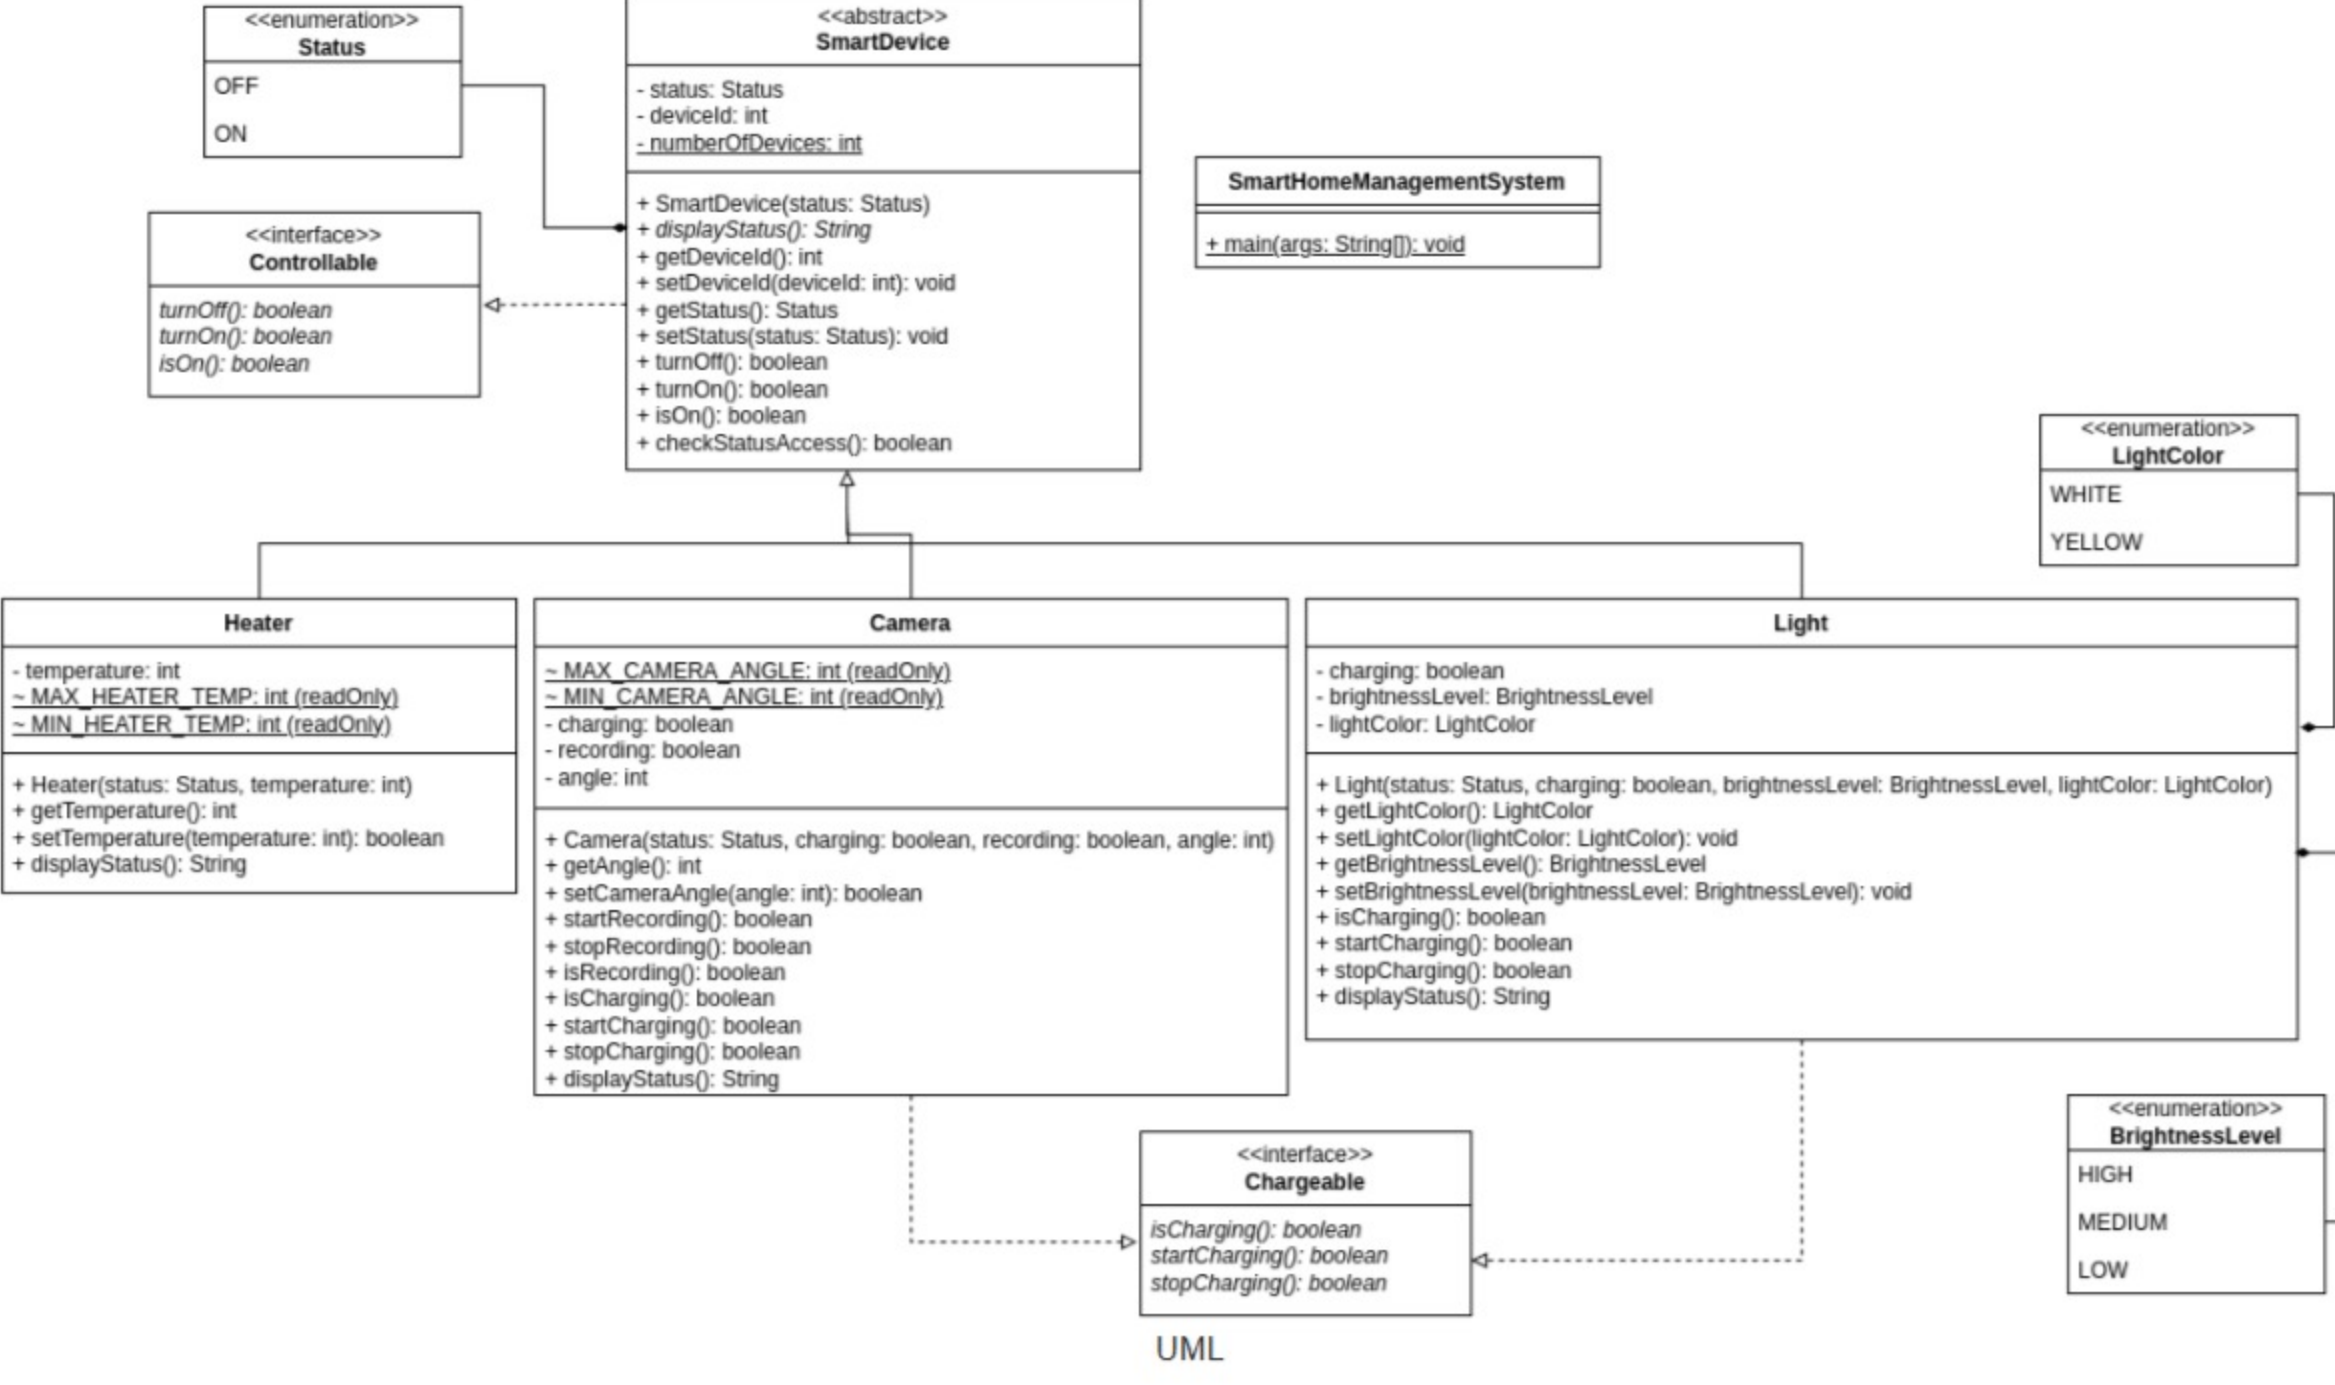 <<enumeration>>
Status
OFF
ON
<<abstract>>
SmartDevice
- status: Status
- deviceId: int
- numberOfDevices: int
+ SmartDevice(status: Status)
+ displayStatus(): String
+ getDeviceId(): int
+ setDeviceId(deviceId: int): void
+ getStatus(): Status
+ setStatus(status: Status): void
+ turnOff(): boolean
+ turnOn(): boolean
+ isOn(): boolean
+ checkStatusAccess(): boolean
<<interface>>
Controllable
turnOff(): boolean
turnOn(): boolean
isOn(): boolean
SmartHomeManagementSystem
+ main(args: String[]): void
<<enumeration>>
LightColor
WHITE
YELLOW
Heater
- temperature: int
~ MAX_HEATER_TEMP: int (readOnly)
~ MIN_HEATER_TEMP: int (readOnly)
+ Heater(status: Status, temperature: int)
+ getTemperature(): int
+ setTemperature(temperature: int): boolean
+ displayStatus(): String
Camera
~ MAX_CAMERA_ANGLE: int (readOnly)
~ MIN_CAMERA_ANGLE: int (readOnly)
- charging: boolean
- recording: boolean
- angle: int
+ Camera(status: Status, charging: boolean, recording: boolean, angle: int)
+ getAngle(): int
+ setCameraAngle(angle: int): boolean
+ startRecording(): boolean
+ stopRecording(): boolean
+ isRecording(): boolean
+ isCharging(): boolean
+ startCharging(): boolean
+ stopCharging(): boolean
+ displayStatus(): String
Light
- charging: boolean
- brightnessLevel: BrightnessLevel
- lightColor: LightColor
+ Light(status: Status, charging: boolean, brightnessLevel: BrightnessLevel, lightColor: LightColor)
+ getLightColor(): LightColor
+ setLightColor(lightColor: LightColor): void
+ getBrightnessLevel(): BrightnessLevel
+ setBrightnessLevel(brightnessLevel: BrightnessLevel): void
+ isCharging(): boolean
+ startCharging(): boolean
+ stopCharging(): boolean
+ displayStatus(): String
<<interface>>
Chargeable
isCharging(): boolean
startCharging(): boolean
stopCharging(): boolean
<<enumeration>>
BrightnessLevel
HIGH
MEDIUM
LOW
UML